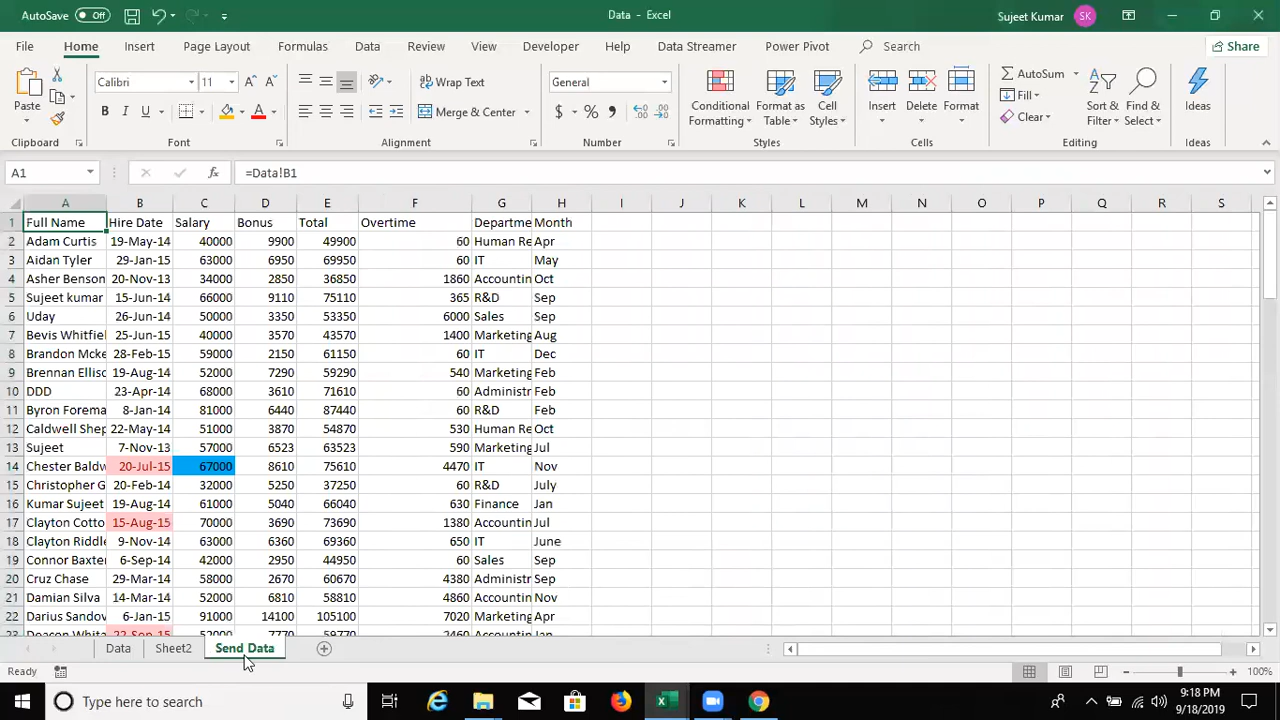 AutoSave Off Data - Excel Sujeet Kumar SK
File Home Insert Page Layout Formulas Data Review View Developer Help Data Streamer Power Pivot Search Share
Paste Calibri 11 Wrap Text General Conditional Formatting Format as Table Cell Styles Insert Delete Format AutoSum Sort & Filter Find & Select Ideas
B I U Merge & Center $ % , Fill Clear
Clipboard Font Alignment Number Styles Cells Editing Ideas
A1 fx =Data!B1
A B C D E F G H I J K L M N O P Q R S
1 Full Name Hire Date Salary Bonus Total Overtime Departme Month
2 Adam Curtis 19-May-14 40000 9900 49900 60 Human Re Apr
3 Aidan Tyler 29-Jan-15 63000 6950 69950 60 IT May
4 Asher Benson 20-Nov-13 34000 2850 36850 1860 Accountin Oct
5 Sujeet kumar 15-Jun-14 66000 9110 75110 365 R&D Sep
6 Uday 26-Jun-14 50000 3350 53350 6000 Sales Sep
7 Bevis Whitfie 25-Jun-15 40000 3570 43570 1400 Marketing Aug
8 Brandon Mcke 28-Feb-15 59000 2150 61150 60 IT Dec
9 Brennan Elliso 19-Aug-14 52000 7290 59290 540 Marketing Feb
10 DDD 23-Apr-14 68000 3610 71610 60 Administr Feb
11 Byron Forema 8-Jan-14 81000 6440 87440 60 R&D Feb
12 Caldwell Shep 22-May-14 51000 3870 54870 530 Human Re Oct
13 Sujeet 7-Nov-13 57000 6523 63523 590 Marketing Jul
14 Chester Baldw 20-Jul-15 67000 8610 75610 4470 IT Nov
15 Christopher G 20-Feb-14 32000 5250 37250 60 R&D July
16 Kumar Sujeet 19-Aug-14 61000 5040 66040 630 Finance Jan
17 Clayton Cotto 15-Aug-15 70000 3690 73690 1380 Accountin Jul
18 Clayton Riddle 9-Nov-14 63000 6360 69360 650 IT June
19 Connor Baxter 6-Sep-14 42000 2950 44950 60 Sales Sep
20 Cruz Chase 29-Mar-14 58000 2670 60670 4380 Administr Sep
21 Damian Silva 14-Mar-14 52000 6810 58810 4860 Accountin Nov
22 Darius Sandov 6-Jan-15 91000 14100 105100 7020 Marketing Apr
23 Deacon Whita 22-Sep-15 52000 7770 59770 2460 Accountin Jan
Data Sheet2 Send Data
Ready 100%
Type here to search 9:18 PM
9/18/2019